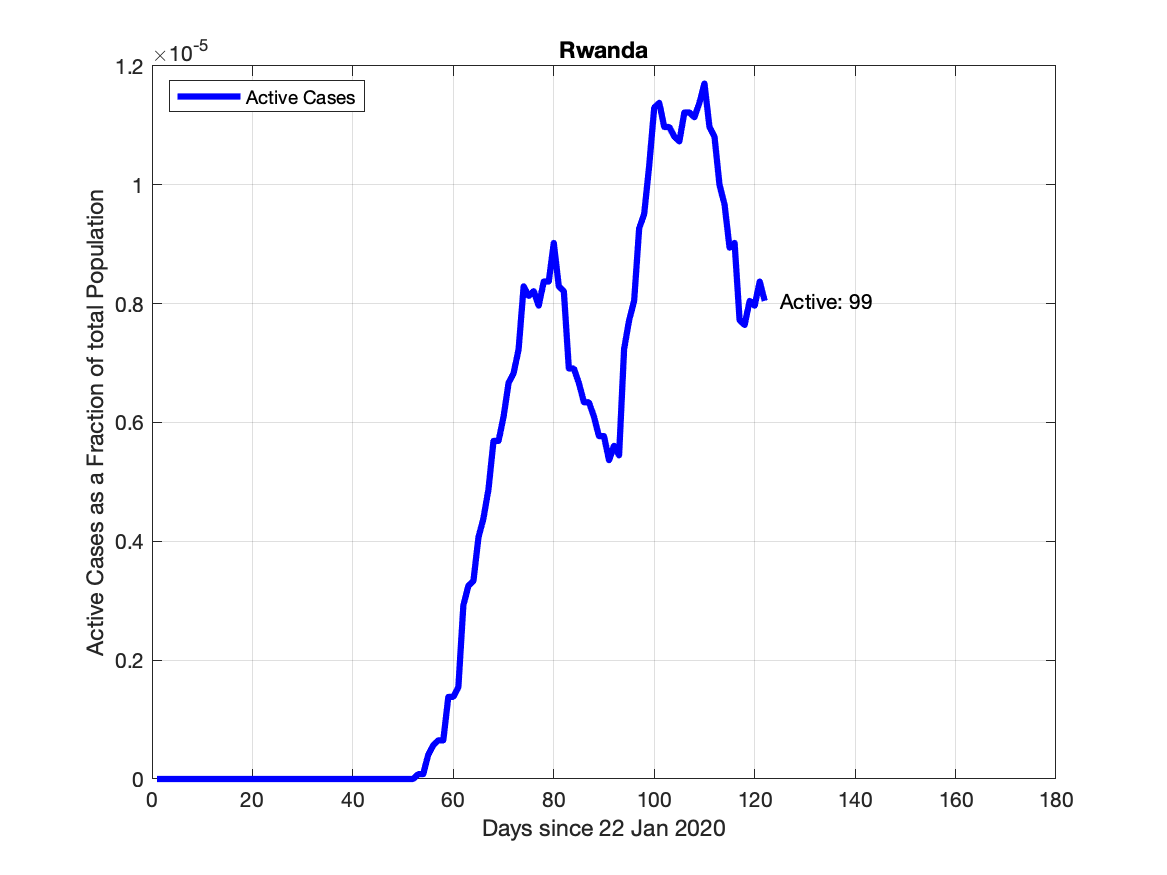 Rwanda
×10-5
Active Cases
1.2
1
0.8
0.6
0.4
0.2
0
Active Cases as a Fraction of total Population
Active: 99
0 20 40 60 80 100 120 140 160 180
Days since 22 Jan 2020